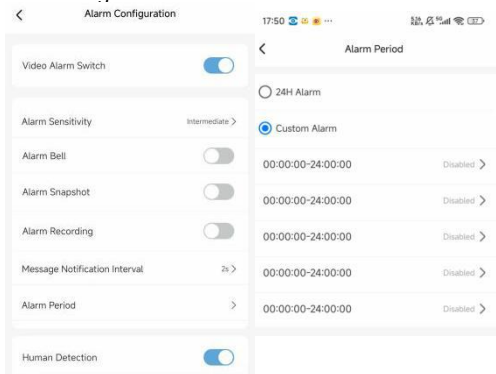 Alarm Configuration
Video Alarm Switch
Alarm Sensitivity
Intermediate >
Alarm Bell
Alarm Snapshot
Alarm Recording
Message Notification Interval
2s >
Alarm Period
Human Detection
17:50
Alarm Period
24H Alarm
Custom Alarm
00:00:00-24:00:00
Disabled
00:00:00-24:00:00
Disabled
00:00:00-24:00:00
Disabled
00:00:00-24:00:00
Disabled
00:00:00-24:00:00
Disabled